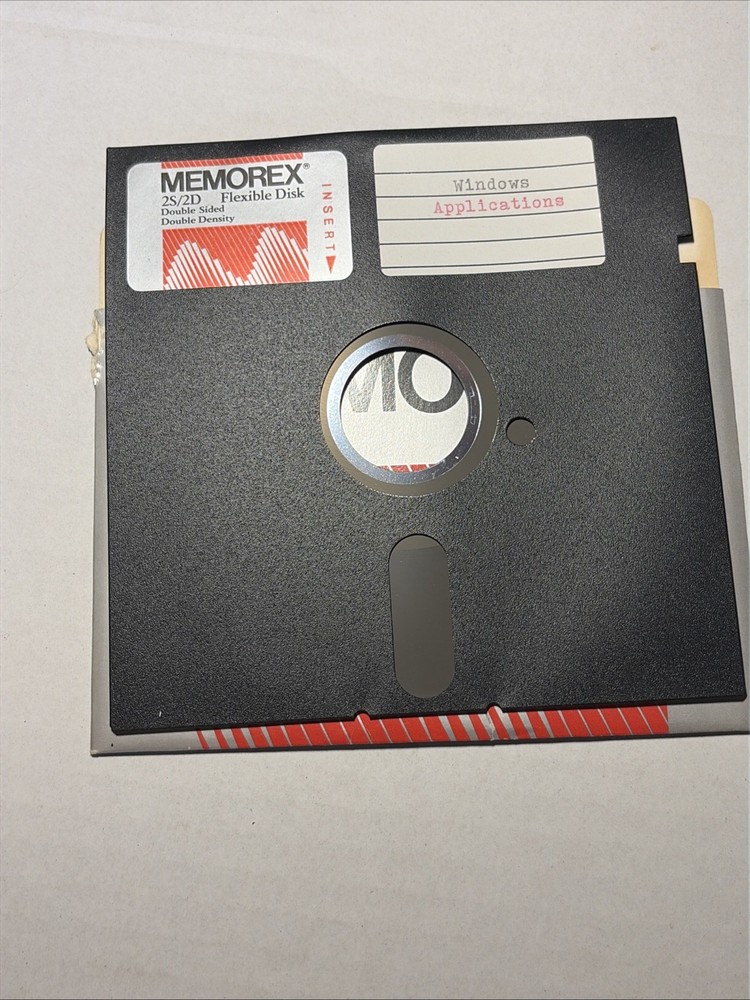 MEMOREX®
2S/2D Flexible Disk
Double Sided
Double Density
INSERT
Windows
Applications
MO